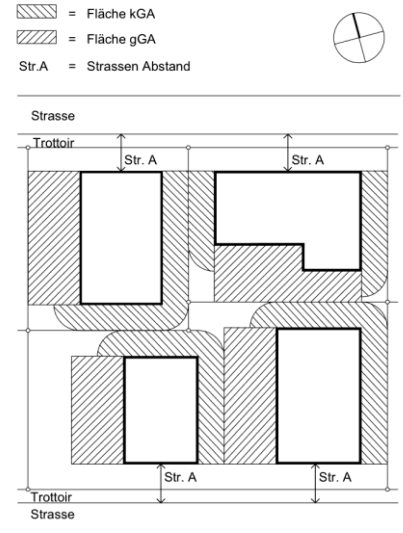 = Fläche kGA
= Fläche gGA
Str.A = Strassen Abstand
Strasse
Trottoir
Str. A
Str. A
Str. A
Str. A
Trottoir
Strasse